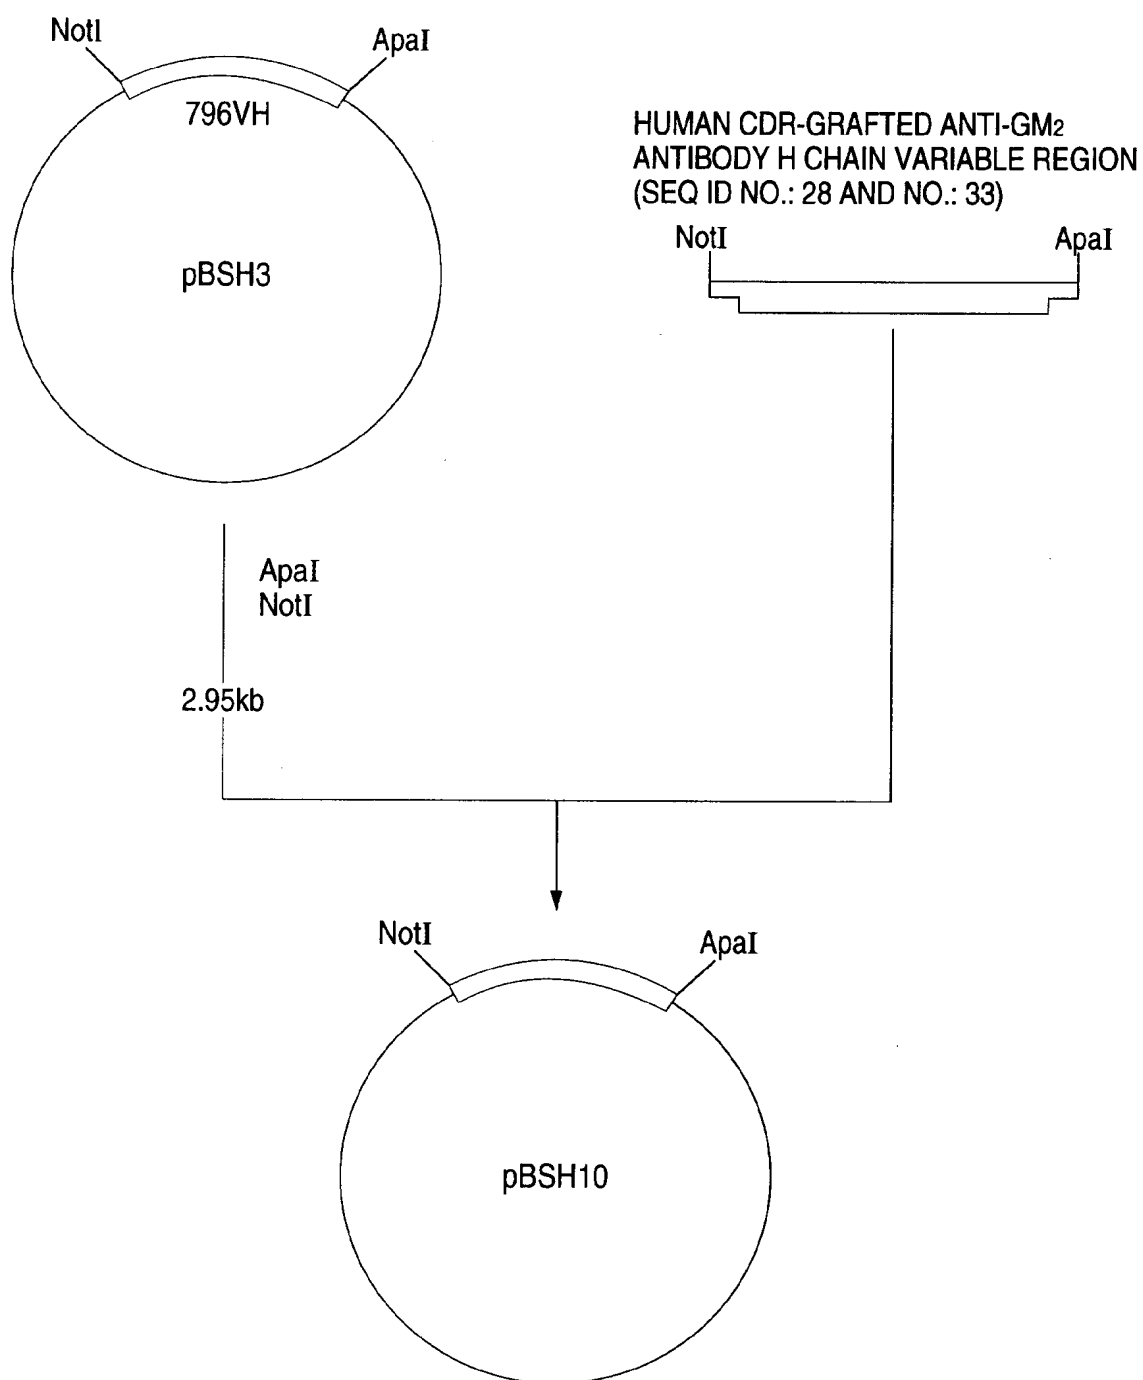 NotI
ApaI
796VH
pBSH3
HUMAN CDR-GRAFTED ANTI-GM2
ANTIBODY H CHAIN VARIABLE REGION
(SEQ ID NO.: 28 AND NO.: 33)
NotI
ApaI
ApaI
NotI
2.95kb
NotI
ApaI
pBSH10